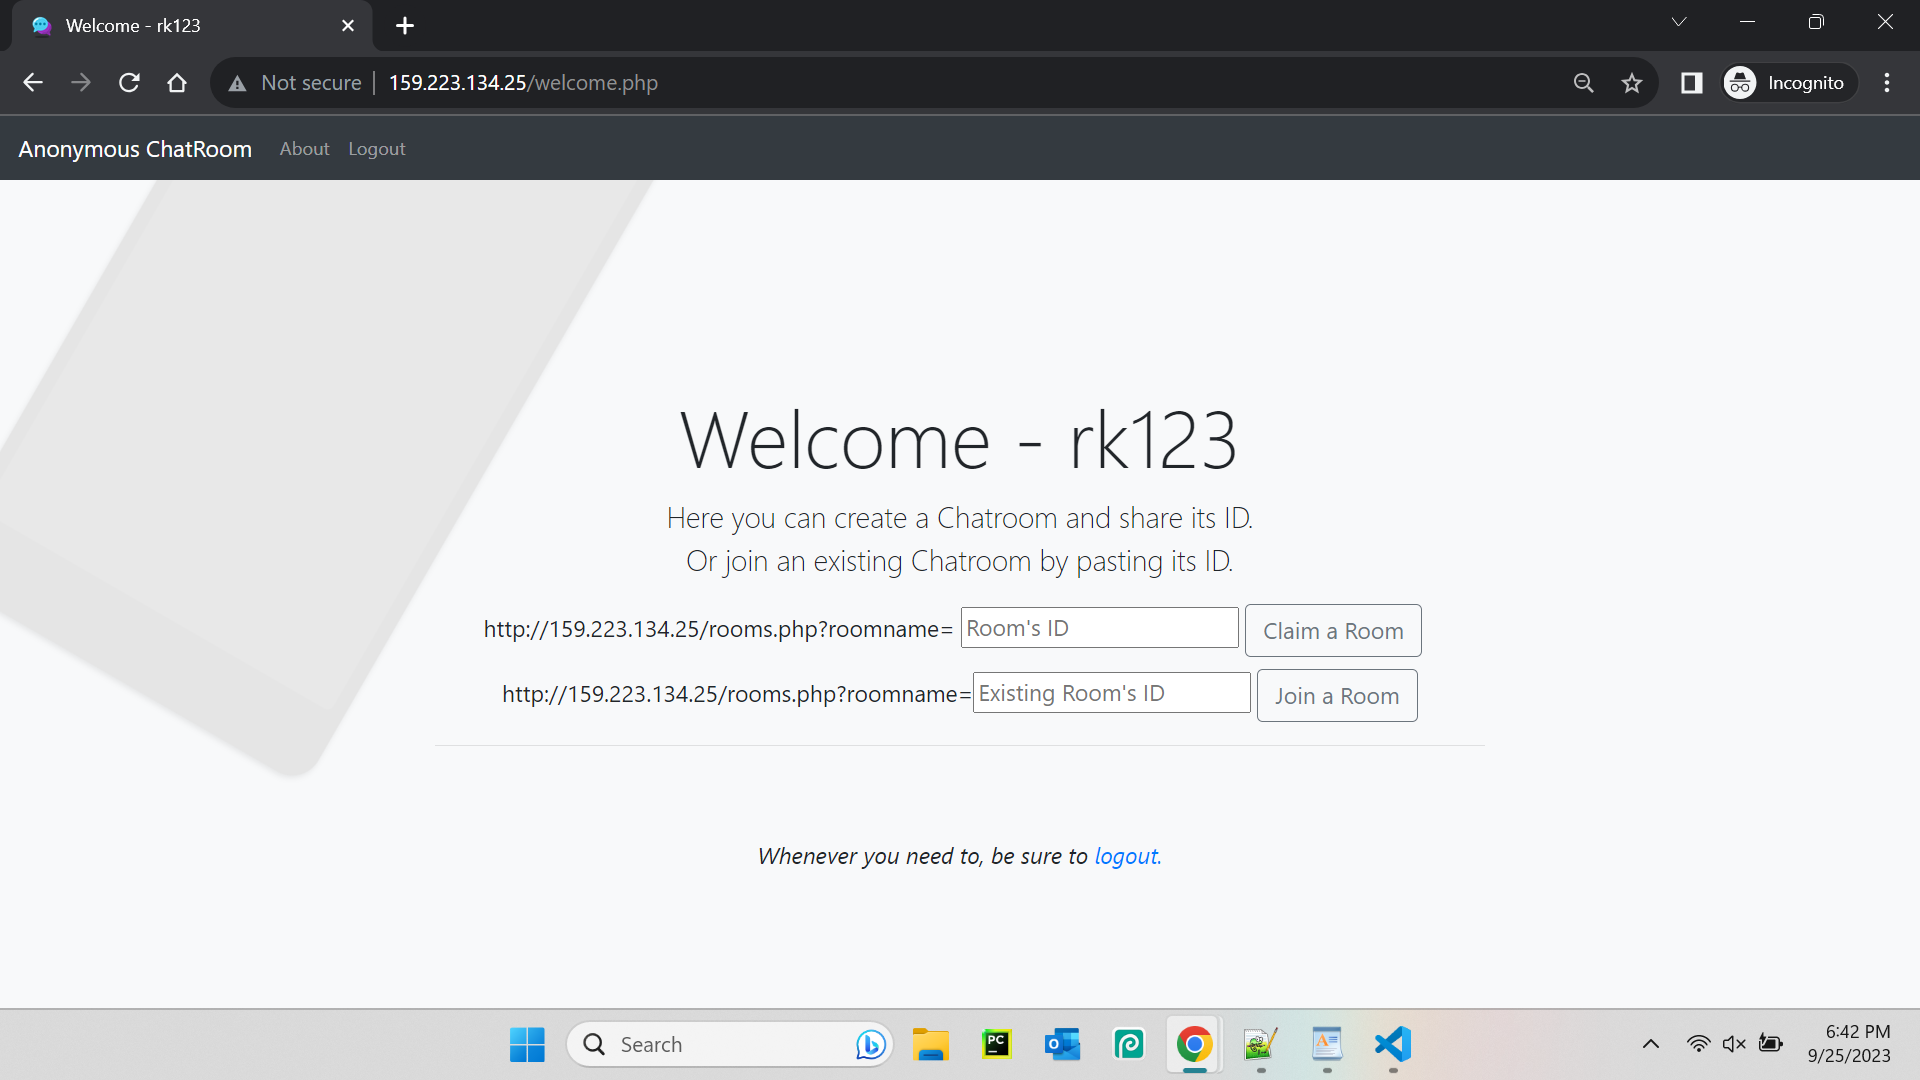 Welcome - rk123
Not secure
159.223.134.25/welcome.php
Incognito
Anonymous ChatRoom
About
Logout
Welcome - rk123
Here you can create a Chatroom and share its ID.
Or join an existing Chatroom by pasting its ID.
http://159.223.134.25/rooms.php?roomname= Room's ID Claim a Room
http://159.223.134.25/rooms.php?roomname= Existing Room's ID Join a Room
Whenever you need to, be sure to logout.
Search
PC
6:42 PM
9/25/2023